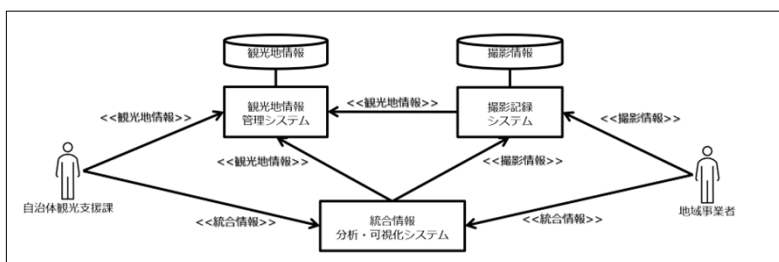 観光地情報
撮影情報
<<観光地情報>>
観光地情報
管理システム
<<観光地情報>>
撮影記録
システム
<<撮影情報>>
<<観光地情報>>
<<撮影情報>>
自治体観光支援課
<<統合情報>>
統合情報
分析・可視化システム
<<統合情報>>
地域事業者